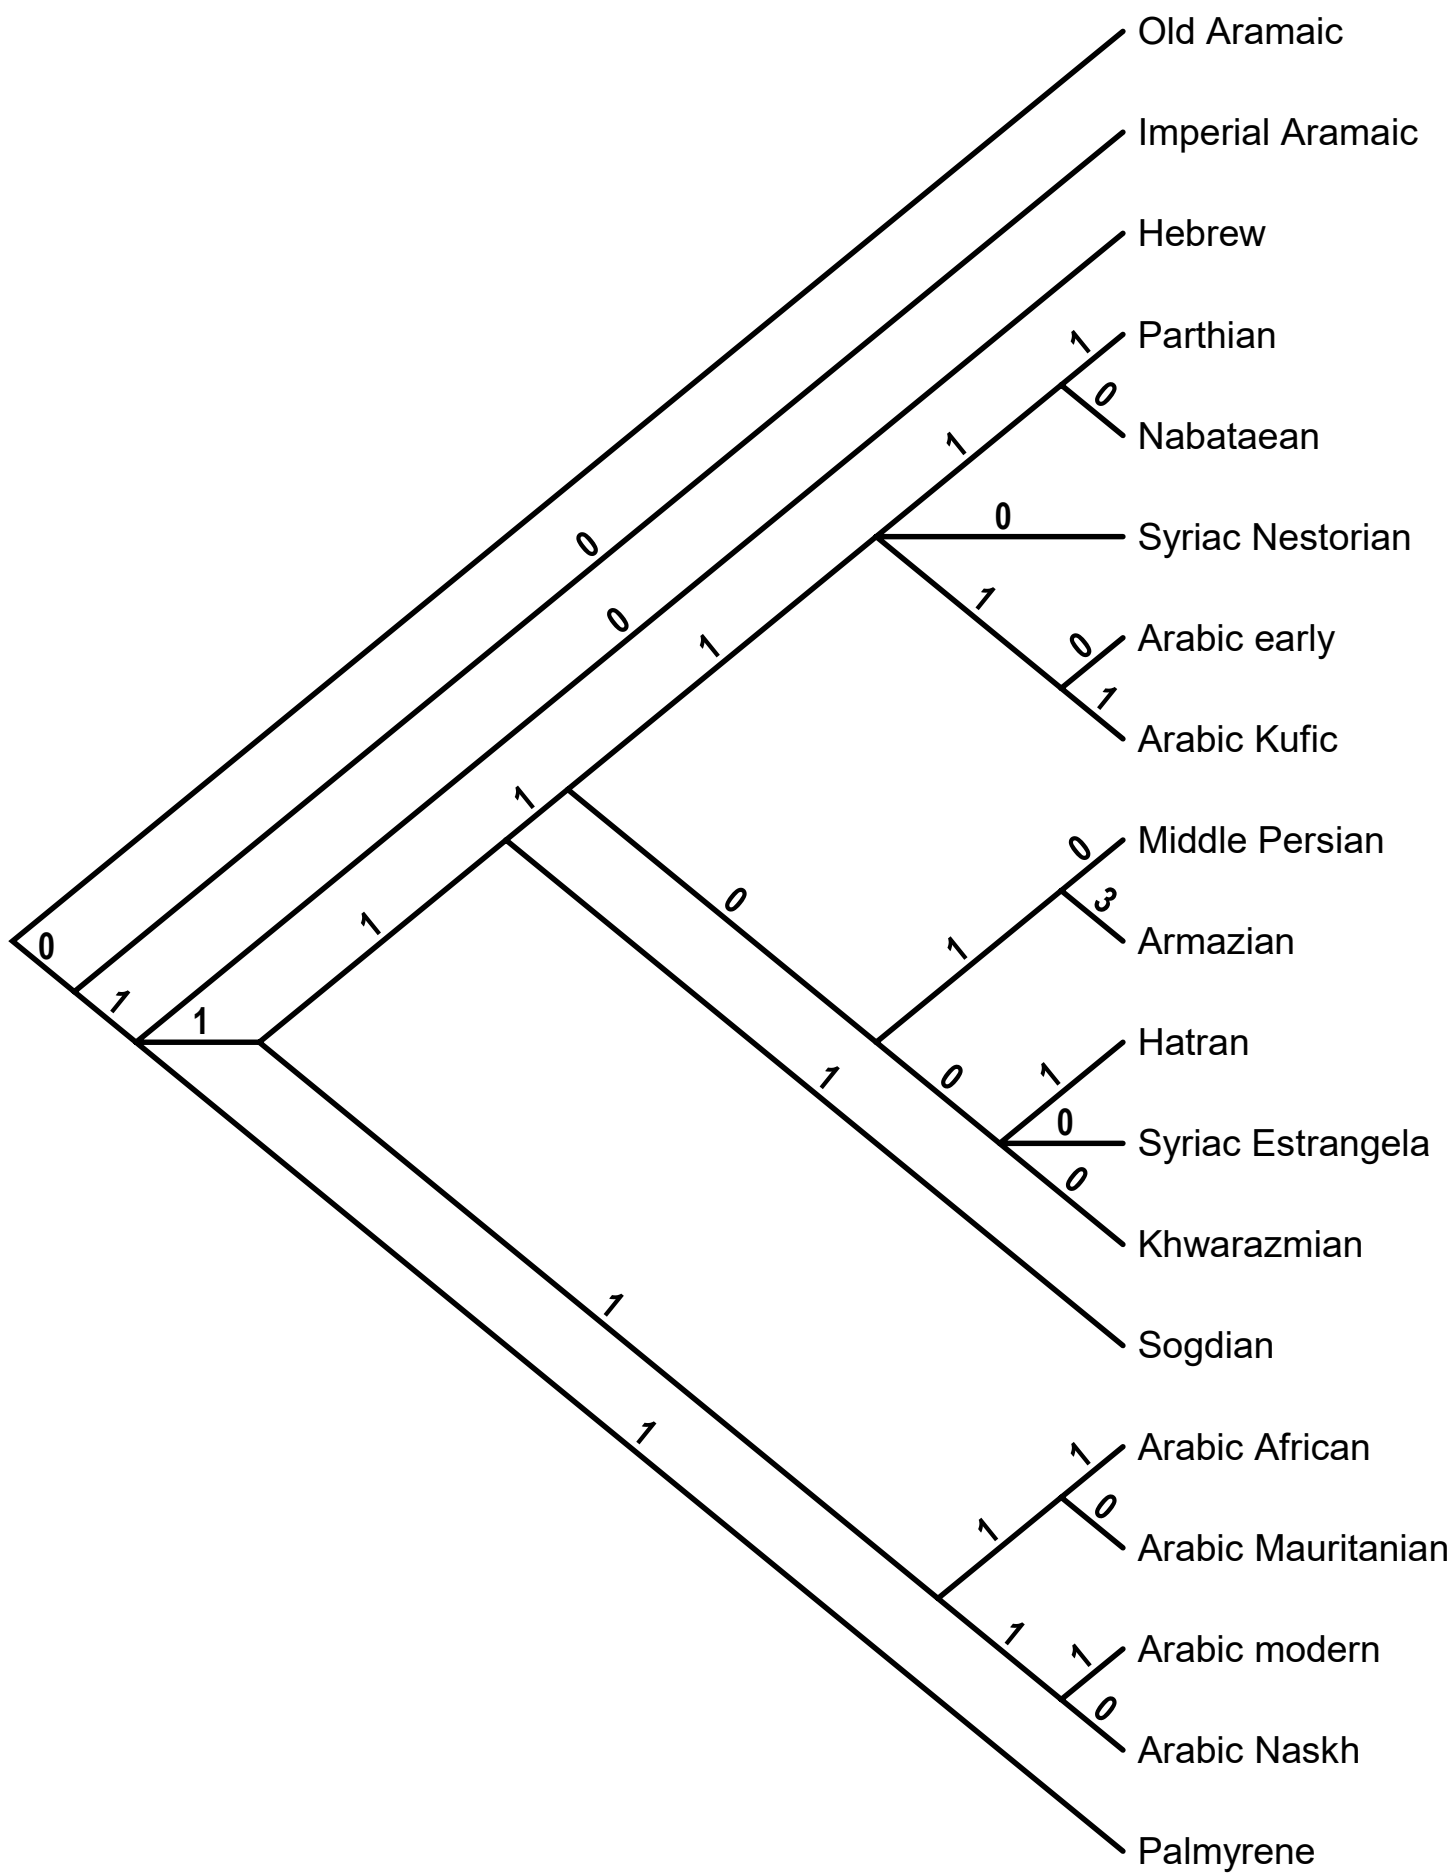 Old Aramaic
Imperial Aramaic
Hebrew
Parthian
1
0
Nabataean
1
Syriac Nestorian
0
0
1
Arabic early
0
0
1
1
Arabic Kufic
1
Middle Persian
0
3
0
1
Armazian
1
0
1
1
Hatran
1
0
1
Syriac Estrangela
0
0
Khwarazmian
1
Sogdian
1
Arabic African
1
1
0
1
Arabic Mauritanian
1
1
Arabic modern
0
Arabic Naskh
Palmyrene